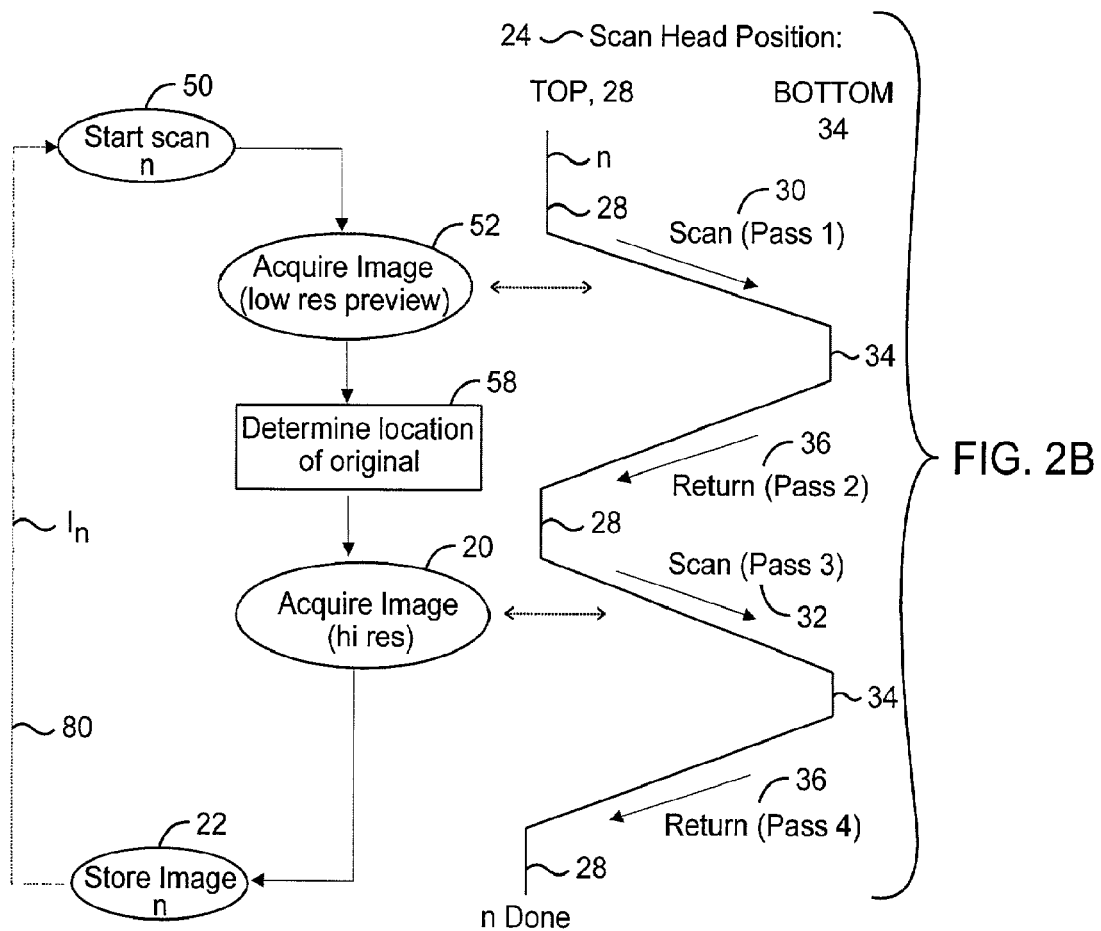 24 Scan Head Position:
TOP, 28
BOTTOM
34
50
Start scan
n
n
28
30
Scan (Pass 1)
52
Acquire Image
(low res preview)
34
58
Determine location
of original
36
Return (Pass 2)
FIG. 2B
In
28
20
Acquire Image
(hi res)
Scan (Pass 3)
32
34
80
36
Return (Pass 4)
22
Store Image
n
28
n Done